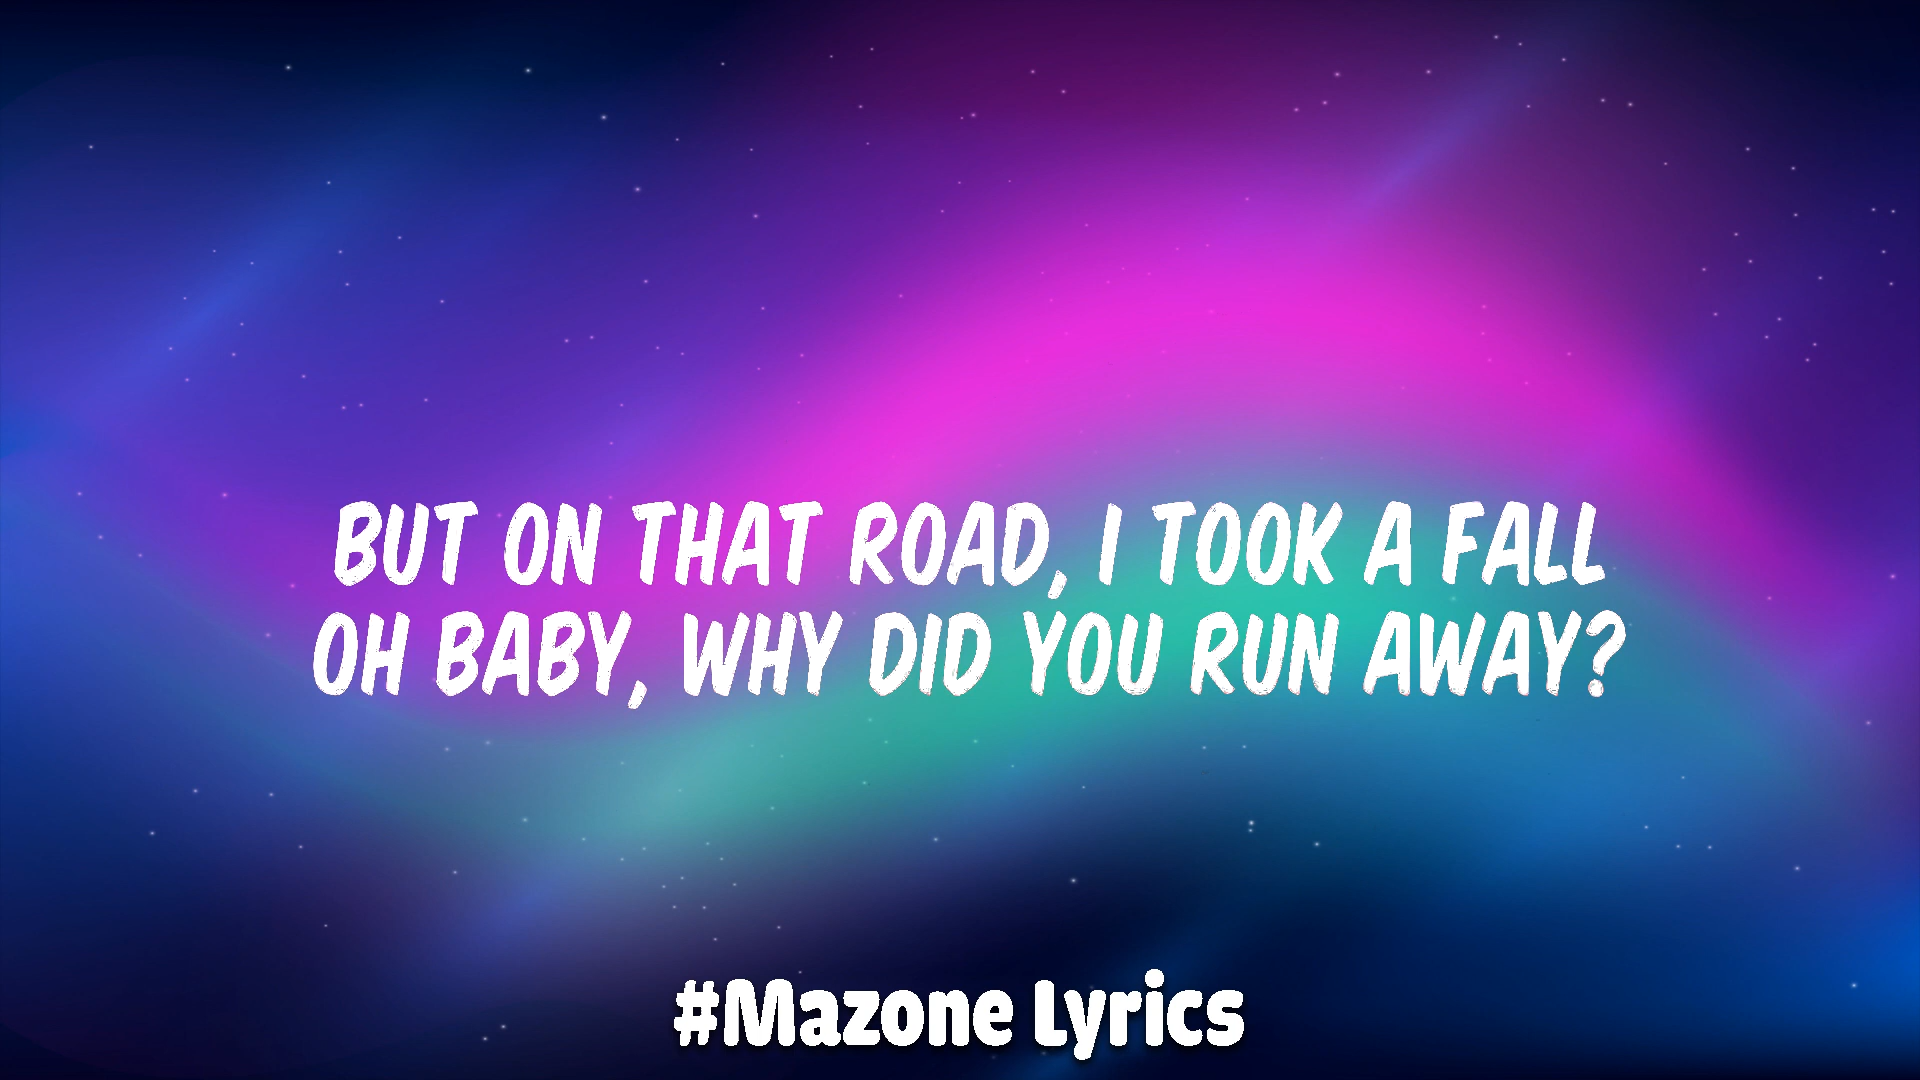 BUT ON THAT ROAD, I TOOK A FALL
OH BABY, WHY DID YOU RUN AWAY?
#Mazone Lyrics